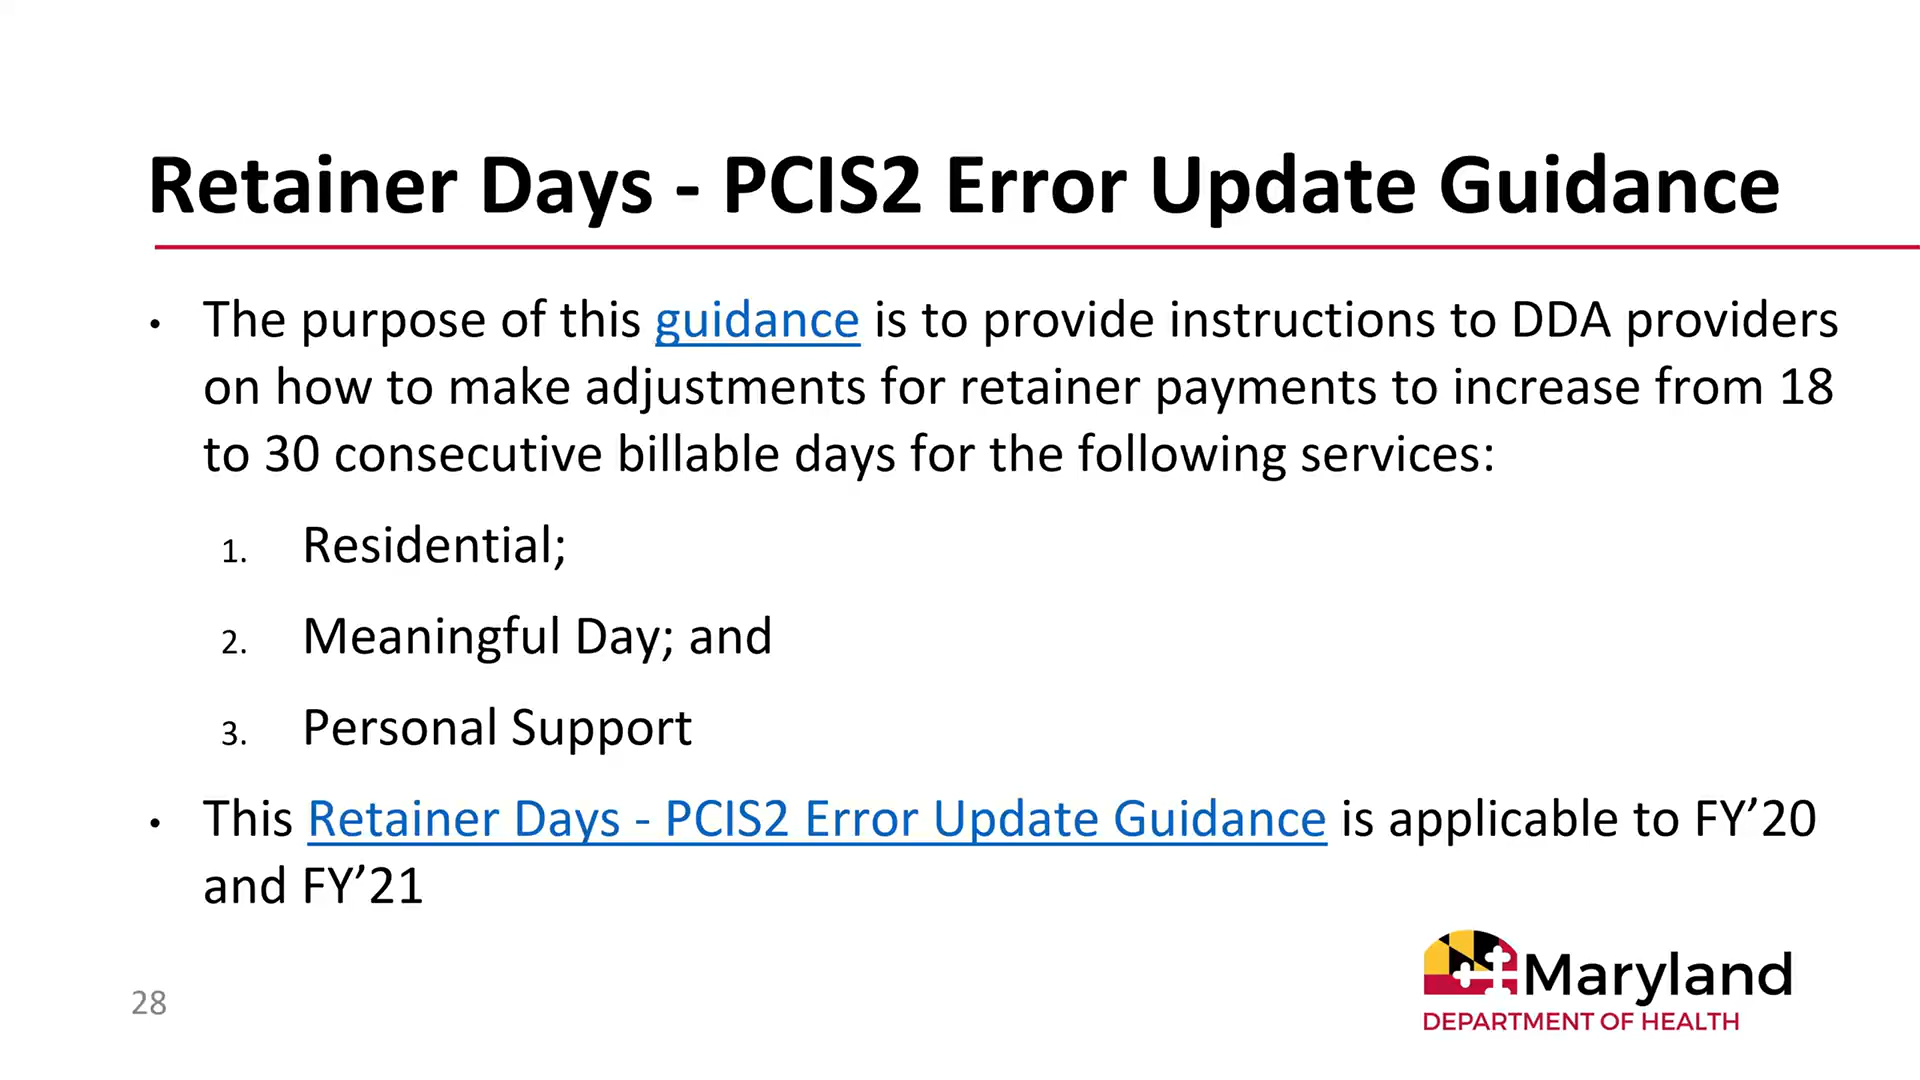 Retainer Days - PCIS2 Error Update Guidance
• The purpose of this guidance is to provide instructions to DDA providers
on how to make adjustments for retainer payments to increase from 18
to 30 consecutive billable days for the following services:
1. Residential;
2. Meaningful Day; and
3. Personal Support
• This Retainer Days - PCIS2 Error Update Guidance is applicable to FY’20
and FY’21
28
Maryland
DEPARTMENT OF HEALTH